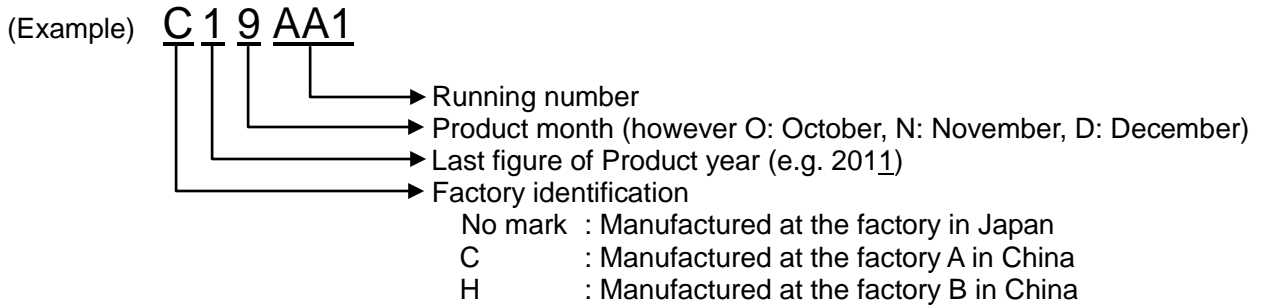 (Example) C 1 9 AA1
Running number
Product month (however O: October, N: November, D: December)
Last figure of Product year (e.g. 2011)
Factory identification
No mark : Manufactured at the factory in Japan
C : Manufactured at the factory A in China
H : Manufactured at the factory B in China